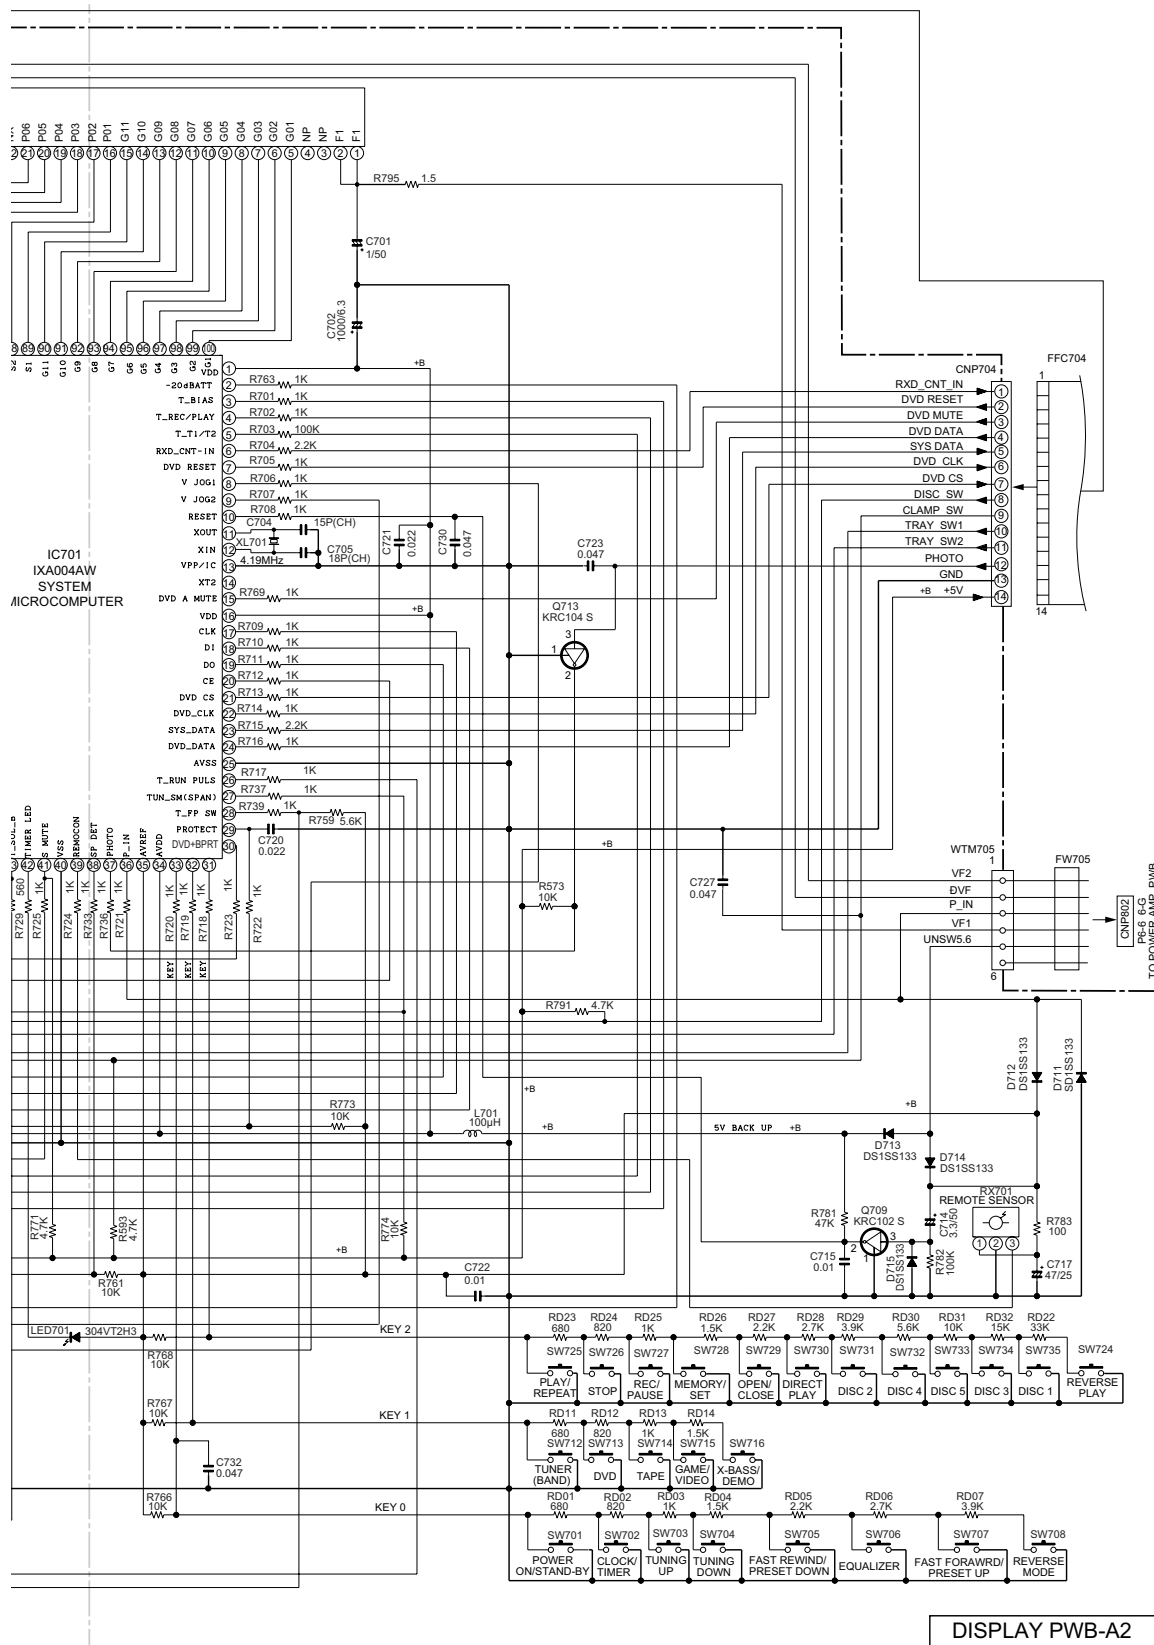 P06 P05 P04 P03 P02 P01 G11 G10 G09 G08 G07 G06 G05 G04 G03 G02 G01 NP NP F1 F1
21 20 19 18 17 16 15 14 13 12 11 10 9 8 7 6 5 4 3 2 1
R795 1.5
C701
1/50
C702
1000/6.3
89 90 91 92 93 94 95 96 97 98 99 100
S2 S1 G11 G10 G9 G8 G7 G6 G5 G4 G3 G2 G1
VDD 1 +B
-20dBATT 2 R763 1K
T_BIAS 3 R701 1K
T_REC/PLAY 4 R702 1K
T_T1/T2 5 R703 100K
RXD_CNT-IN 6 R704 2.2K
DVD RESET 7 R705 1K
V JOG1 8 R706 1K
V JOG2 9 R707 1K
RESET 10 R708 1K
XOUT 11 C704 15P(CH)
XIN 12 XL701 C705
VPP/IC 13 4.19MHz 18P(CH)
XT2 14
DVD A MUTE 15 R769 1K
VDD 16 +B
CLK 17 R709 1K
DI 18 R710 1K
DO 19 R711 1K
CE 20 R712 1K
DVD CS 21 R713 1K
DVD_CLK 22 R714 1K
SYS_DATA 23 R715 2.2K
DVD_DATA 24 R716 1K
AVSS 25
T_RUN PULS 26 R717 1K
TUN_SM(SPAN) 27 R737 1K
T_FP SW 28 R739 1K R759 5.6K
PROTECT 29 C720
DVD+BPRT 30 0.022
IC701
IXA004AW
SYSTEM
MICROCOMPUTER
C721
0.022
C730
0.047
C723
0.047
Q713
KRC104 S
3
1
2
CNP704
FFC704
1
RXD_CNT_IN 1
DVD RESET 2
DVD MUTE 3
DVD DATA 4
SYS DATA 5
DVD CLK 6
DVD CS 7
DISC SW 8
CLAMP SW 9
TRAY SW1 10
TRAY SW2 11
PHOTO 12
GND 13
+B +5V 14
14
TIMER LED S MUTE VSS REMOCON SP DET PHOTO P_IN AVREF AVDD
42 41 40 39 38 37 36 35 34 33 32 31
R729 560
R725 1K
R724 1K
R733 1K
R736 1K
R721 1K
R720 1K
R719 1K
R718 1K
R723 1K
R722 1K
KEY KEY KEY
R573
10K
C727
0.047
WTM705
1
FW705
VF2
DVF
P_IN
VF1
UNSW5.6
6
CNP802
P6-6 6-G
TO POWER AMP. PWB
R791 4.7K
D712
DS1SS133
D711
SD1SS133
+B
R773
10K
L701
100µH
+B
+B
5V BACK UP +B
D713
DS1SS133
D714
DS1SS133
RX701
REMOTE SENSOR
1 2 3
R781
47K
Q709
KRC102 S
2 3
1
C714
3.3/50
R783
100
C715
0.01
D715
DS1SS133
R782
100K
C717
47/25
R771
4.7K
R593
4.7K
R774
10K
+B
R761
10K
C722
0.01
LED701 304VT2H3
R768
10K
KEY 2
RD23 RD24 RD25 RD26 RD27 RD28 RD29 RD30 RD31 RD32 RD22
680 820 1K 1.5K 2.2K 2.7K 3.9K 5.6K 10K 15K 33K
SW725 SW726 SW727 SW728 SW729 SW730 SW731 SW732 SW733 SW734 SW735 SW724
PLAY/
REPEAT
STOP
REC/
PAUSE
MEMORY/
SET
OPEN/
CLOSE
DIRECT
PLAY
DISC 2
DISC 4
DISC 5
DISC 3
DISC 1
REVERSE
PLAY
R767
10K
KEY 1
RD11 RD12 RD13 RD14
680 820 1K 1.5K
SW712 SW713 SW714 SW715 SW716
TUNER
(BAND)
DVD
TAPE
GAME/
VIDEO
X-BASS/
DEMO
C732
0.047
R766
10K
KEY 0
RD01 RD02 RD03 RD04 RD05 RD06 RD07
680 820 1K 1.5K 2.2K 2.7K 3.9K
SW701 SW702 SW703 SW704 SW705 SW706 SW707 SW708
POWER
ON/STAND-BY
CLOCK/
TIMER
TUNING
UP
TUNING
DOWN
FAST REWIND/
PRESET DOWN
EQUALIZER
FAST FORAWRD/
PRESET UP
REVERSE
MODE
DISPLAY PWB-A2